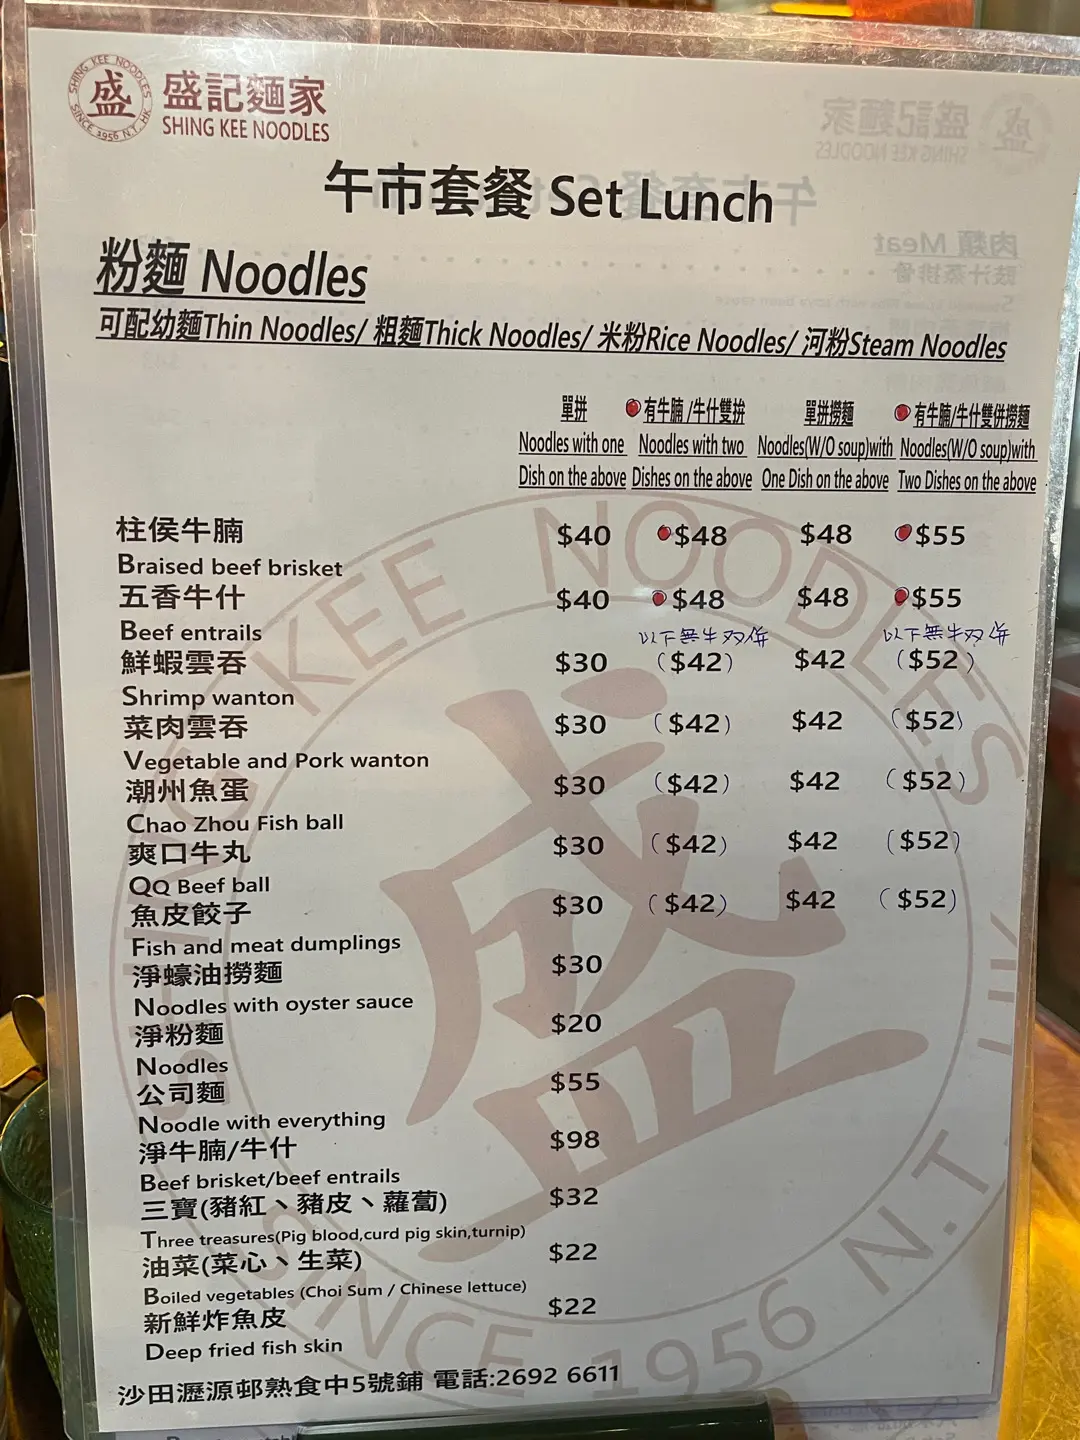 SHING KEE NOODLES
盛
SINCE 1956 N.T. HK
盛記麵家
SHING KEE NOODLES
午市套餐 Set Lunch
粉麵 Noodles
可配幼麵Thin Noodles/ 粗麵Thick Noodles/ 米粉Rice Noodles/ 河粉Steam Noodles
單拼 有牛腩 /牛什雙拚 單拼撈麵 有牛腩/牛什雙併撈麵
Noodles with one Noodles with two Noodles(W/O soup)with Noodles(W/O soup)with
Dish on the above Dishes on the above One Dish on the above Two Dishes on the above
柱侯牛腩 $40 $48 $48 $55
Braised beef brisket
五香牛什 $40 $48 $48 $55
Beef entrails 以下無牛双併 以下無牛双併
鮮蝦雲吞 $30 ($42) $42 ($52)
Shrimp wanton
菜肉雲吞 $30 ($42) $42 ($52)
Vegetable and Pork wanton
潮州魚蛋 $30 ($42) $42 ($52)
Chao Zhou Fish ball
爽口牛丸 $30 ($42) $42 ($52)
QQ Beef ball
魚皮餃子 $30 ($42) $42 ($52)
Fish and meat dumplings
淨蠔油撈麵 $30
Noodles with oyster sauce
淨粉麵 $20
Noodles
公司麵 $55
Noodle with everything
淨牛腩/牛什 $98
Beef brisket/beef entrails
三寶(豬紅、豬皮、蘿蔔) $32
Three treasures(Pig blood,curd pig skin,turnip)
油菜(菜心、生菜) $22
Boiled vegetables (Choi Sum / Chinese lettuce)
新鮮炸魚皮 $22
Deep fried fish skin
沙田瀝源邨熟食中5號鋪 電話:2692 6611